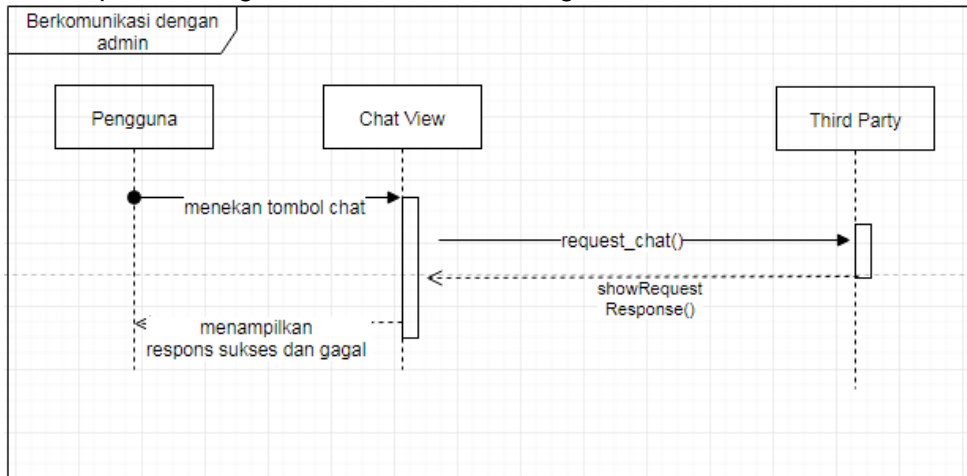 Berkomunikasi dengan
admin
Pengguna
Chat View
Third Party
menekan tombol chat
request_chat()
showRequest
Response()
menampilkan
respons sukses dan gagal